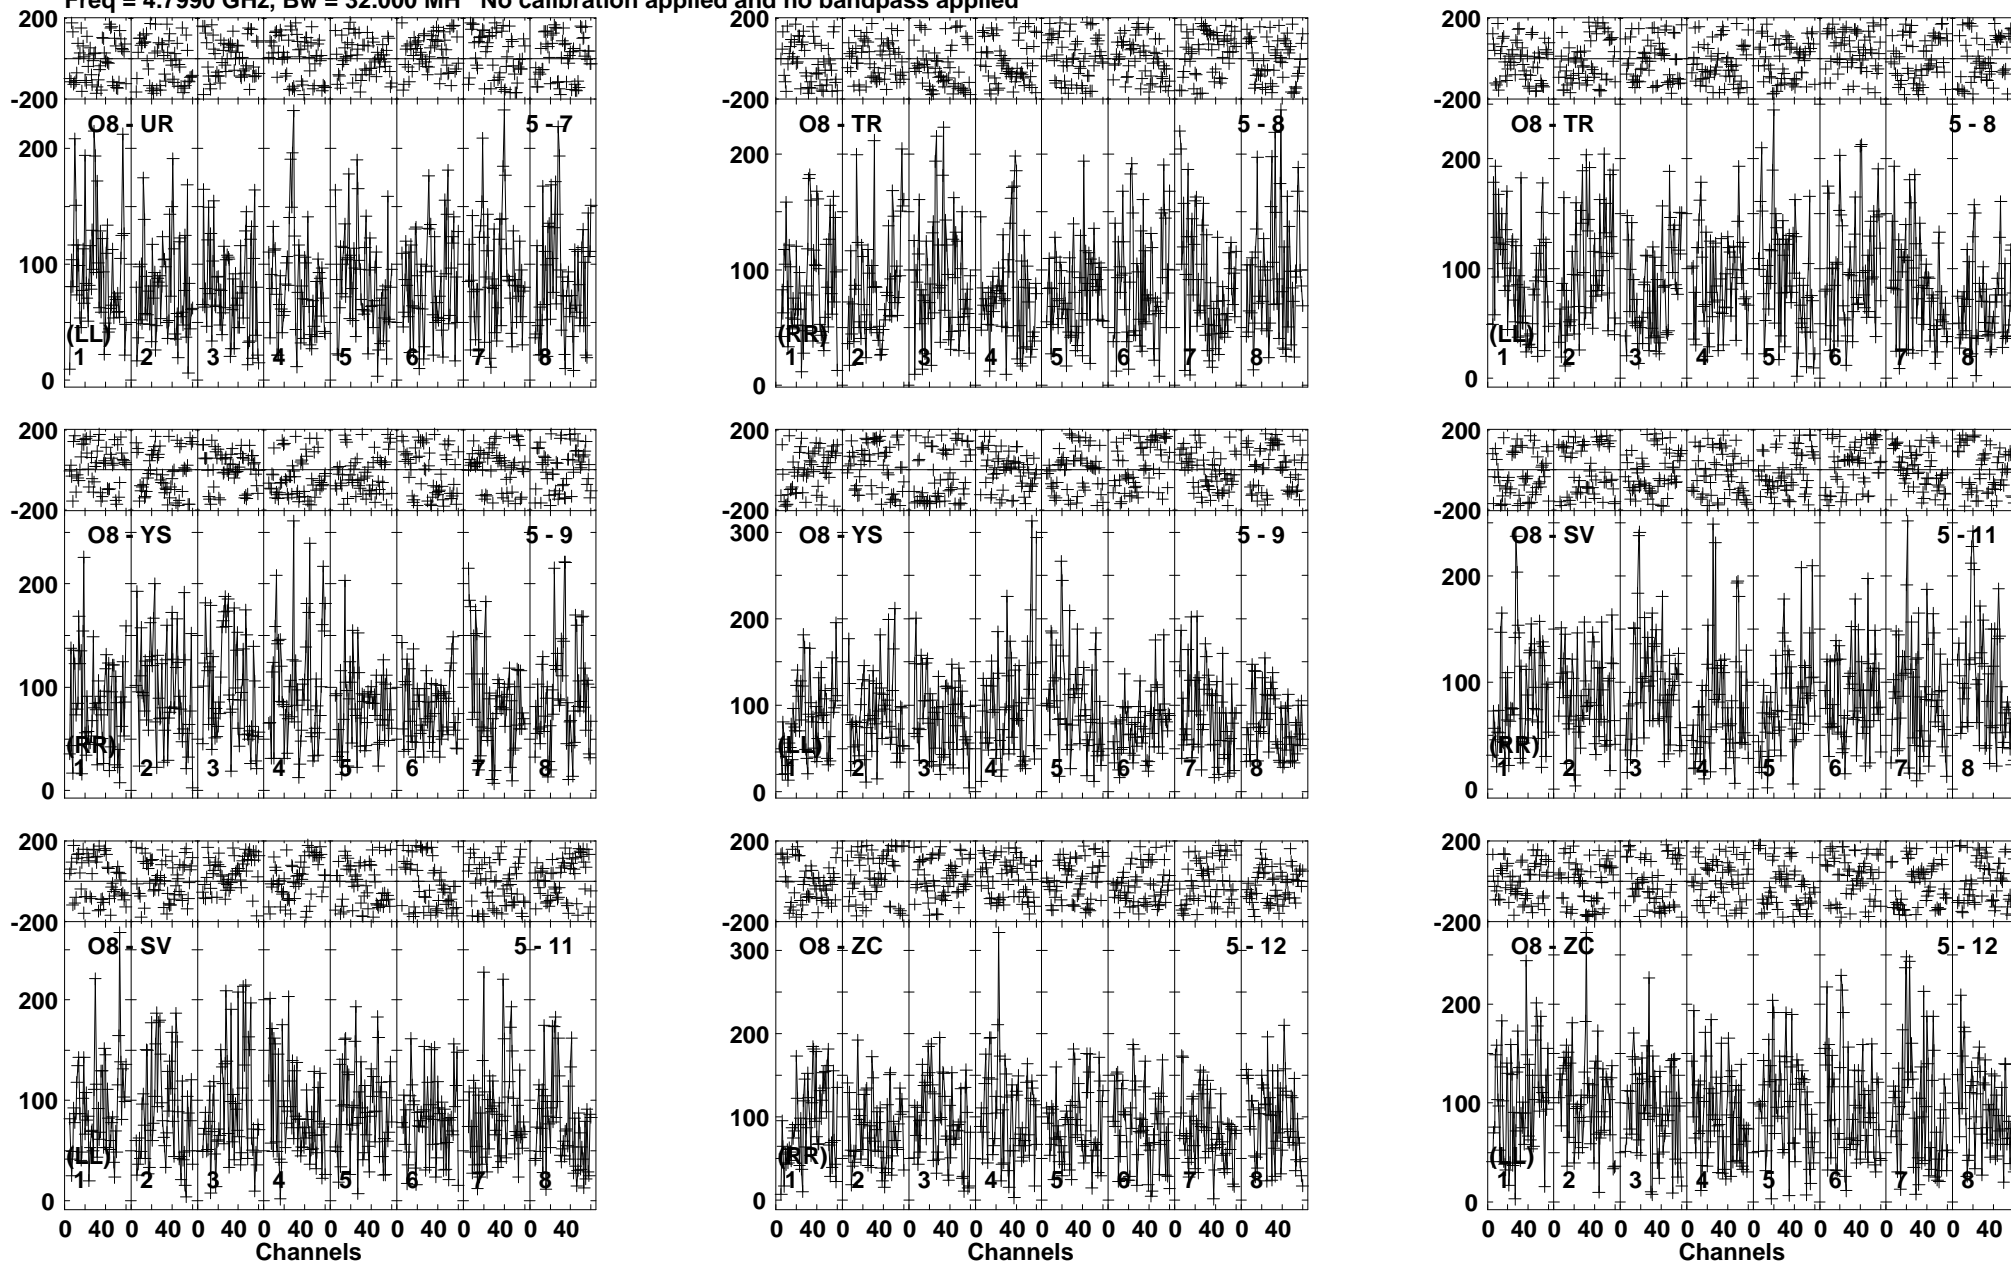 Freq = 4.7990 GHz, Bw = 32.000 MH No calibration applied and no bandpass applied
200 200 200
-200 -200 -200
O8 - UR 5 - 7 O8 - TR 5 - 8 O8 - TR 5 - 8
200 200 200
100 100 100
(LL) (RR) (LL)
1 2 3 4 5 6 7 8 1 2 3 4 5 6 7 8 1 2 3 4 5 6 7 8
0 0 0
200 200 200
-200 -200 -200
O8 - YS 5 - 9 O8 - YS 5 - 9 O8 - SV 5 - 11
300
200 200 200
100 100 100
(RR) (LL) (RR)
1 2 3 4 5 6 7 8 1 2 3 4 5 6 7 8 1 2 3 4 5 6 7 8
0 0 0
200 200 200
-200 -200 -200
O8 - SV 5 - 11 O8 - ZC 5 - 12 O8 - ZC 5 - 12
300
200 200 200
100 100 100
(LL) (RR) (LL)
1 2 3 4 5 6 7 8 1 2 3 4 5 6 7 8 1 2 3 4 5 6 7 8
0 0 0
0 40 0 40 0 40 0 40 0 40 0 40 0 40 0 40 0 40 0 40 0 40 0 40 0 40 0 40 0 40 0 40 0 40 0 40 0 40 0 40 0 40 0 40 0 40 0 40
Channels Channels Channels